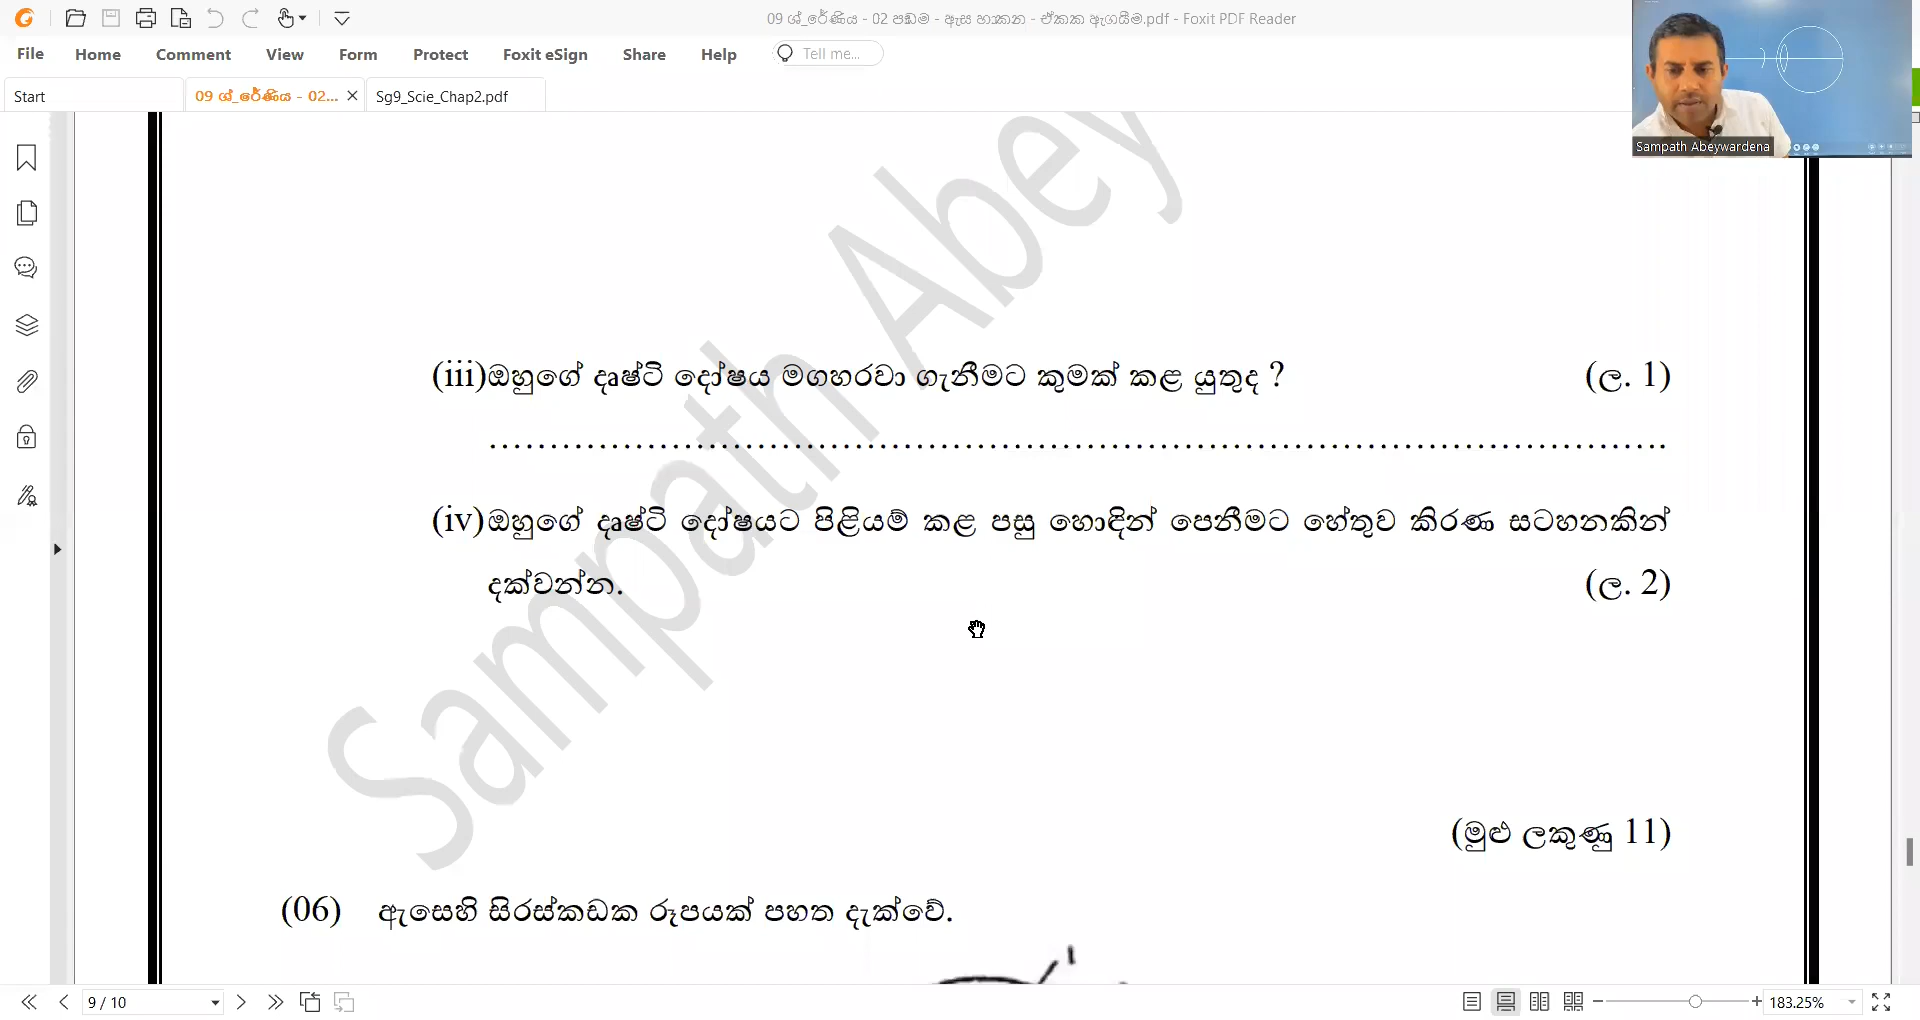 09 ශ්‍රේණිය - 02 පාඩම - ඇස හා කන - ඒකක ඇගයීම.pdf - Foxit PDF Reader
File Home Comment View Form Protect Foxit eSign Share Help Tell me...
Start 09 ශ්‍රේණිය - 02... Sg9_Scie_Chap2.pdf
Sampath Abeywardena
Sampath Abey
(iii) ඔහුගේ දෘෂ්ටි දෝෂය මගහරවා ගැනීමට කුමක් කළ යුතුද ? (ල. 1)
(iv) ඔහුගේ දෘෂ්ටි දෝෂයට පිළියම් කළ පසු හොඳින් පෙනීමට හේතුව කිරණ සටහනකින්
දක්වන්න. (ල. 2)
(මුළු ලකුණු 11)
(06) ඇසෙහි සිරස්කඩක රූපයක් පහත දැක්වේ.
9 / 10 183.25%